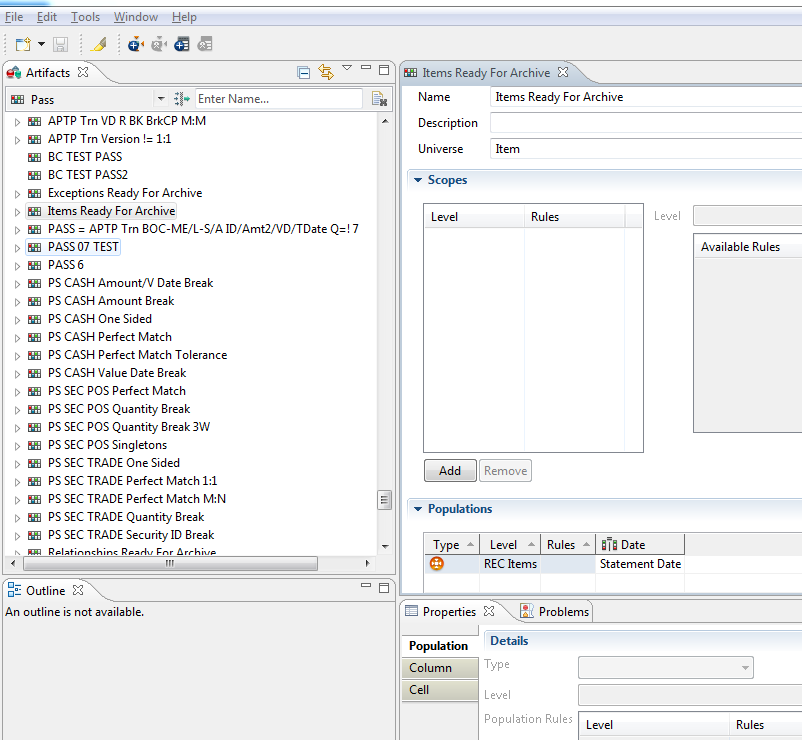 File Edit Tools Window Help
Artifacts
Pass
Enter Name...
APTP Trn VD R BK BrkCP M:M
APTP Trn Version != 1:1
BC TEST PASS
BC TEST PASS2
Exceptions Ready For Archive
Items Ready For Archive
PASS = APTP Trn BOC-ME/L-S/A ID/Amt2/VD/TDate Q=! 7
PASS 07 TEST
PASS 6
PS CASH Amount/V Date Break
PS CASH Amount Break
PS CASH One Sided
PS CASH Perfect Match
PS CASH Perfect Match Tolerance
PS CASH Value Date Break
PS SEC POS Perfect Match
PS SEC POS Quantity Break
PS SEC POS Quantity Break 3W
PS SEC POS Singletons
PS SEC TRADE One Sided
PS SEC TRADE Perfect Match 1:1
PS SEC TRADE Perfect Match M:N
PS SEC TRADE Quantity Break
PS SEC TRADE Security ID Break
Relationships Ready For Archive
Outline
An outline is not available.
Items Ready For Archive
Name Items Ready For Archive
Description
Universe Item
Scopes
Level Rules
Level
Available Rules
Add Remove
Populations
Type Level Rules Date
REC Items Statement Date
Properties Problems
Population
Column
Cell
Details
Type
Level
Population Rules Level Rules